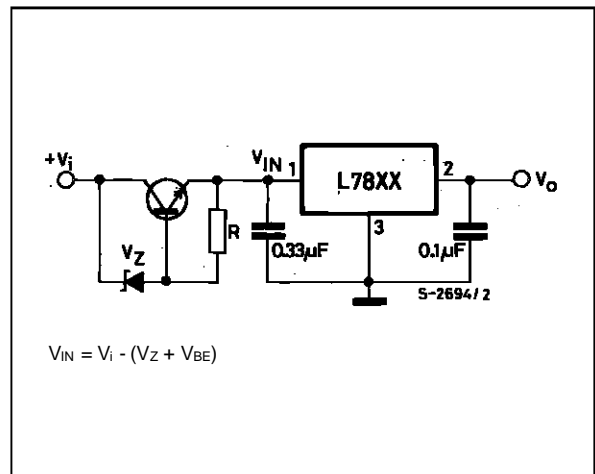 +Vi
VIN
1
L78XX
2
Vo
3
VZ
R
0.33µF
0.1µF
S-2694/2
VIN = Vi - (VZ + VBE)